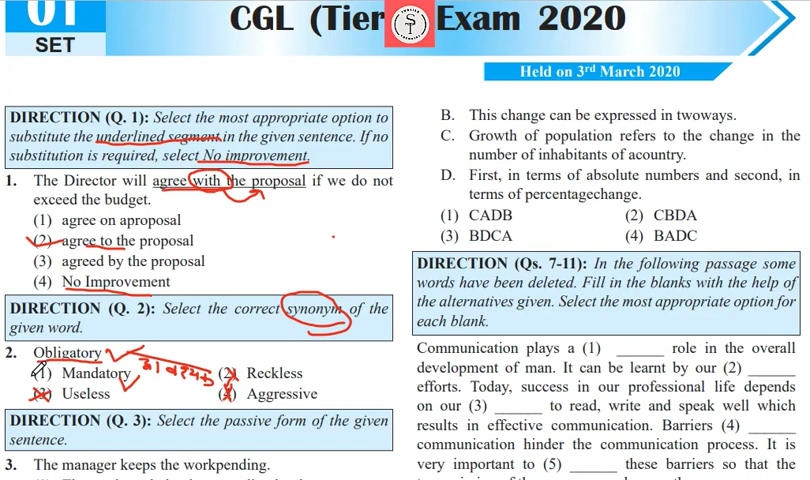 01
SET
CGL (Tier
Exam 2020
Held on 3rd March 2020
DIRECTION (Q. 1): Select the most appropriate option to
substitute the underlined segment in the given sentence. If no
substitution is required, select No improvement.
1. The Director will agree with the proposal if we do not
exceed the budget.
(1) agree on aproposal
(2) agree to the proposal
(3) agreed by the proposal
(4) No Improvement
DIRECTION (Q. 2): Select the correct synonym of the
given word.
2. Obligatory
(1) Mandatory
(2) Reckless
(3) Useless
(4) Aggressive
DIRECTION (Q. 3): Select the passive form of the given
sentence.
3. The manager keeps the workpending.
B. This change can be expressed in twoways.
C. Growth of population refers to the change in the
number of inhabitants of acountry.
D. First, in terms of absolute numbers and second, in
terms of percentagechange.
(1) CADB (2) CBDA
(3) BDCA (4) BADC
DIRECTION (Qs. 7-11): In the following passage some
words have been deleted. Fill in the blanks with the help of
the alternatives given. Select the most appropriate option for
each blank.
Communication plays a (1) ______ role in the overall
development of man. It can be learnt by our (2) ______
efforts. Today, success in our professional life depends
on our (3) ______ to read, write and speak well which
results in effective communication. Barriers (4) ______
communication hinder the communication process. It is
very important to (5) ______ these barriers so that the